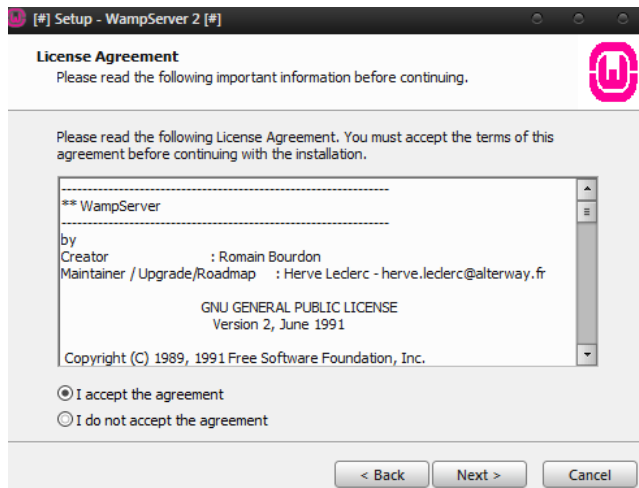 [#] Setup - WampServer 2 [#]
License Agreement
Please read the following important information before continuing.
Please read the following License Agreement. You must accept the terms of this
agreement before continuing with the installation.
----------------------------------------------------------------
** WampServer
----------------------------------------------------------------
by
Creator : Romain Bourdon
Maintainer / Upgrade/Roadmap : Herve Leclerc - herve.leclerc@alterway.fr
GNU GENERAL PUBLIC LICENSE
Version 2, June 1991
Copyright (C) 1989, 1991 Free Software Foundation, Inc.
I accept the agreement
I do not accept the agreement
< Back Next > Cancel